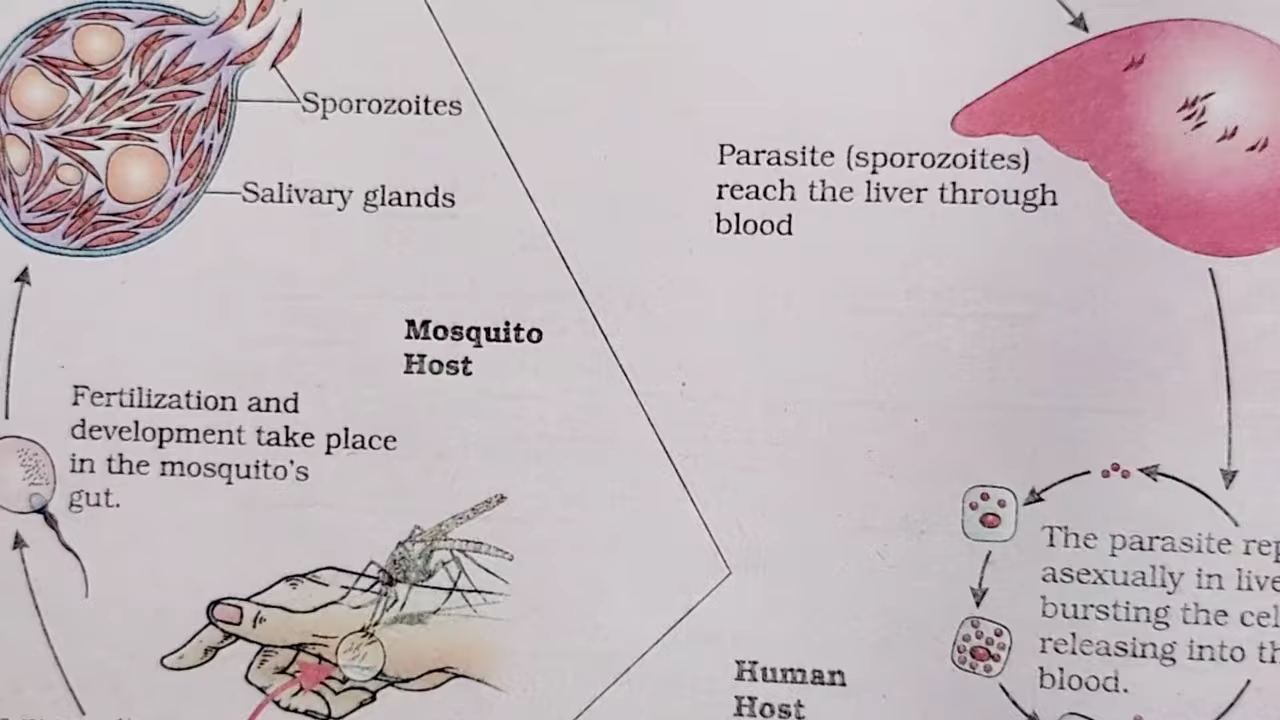 Sporozoites
Salivary glands
Parasite (sporozoites)
reach the liver through
blood
Mosquito
Host
Fertilization and
development take place
in the mosquito's
gut.
The parasite
asexually in
bursting the
releasing into
blood.
Human
Host